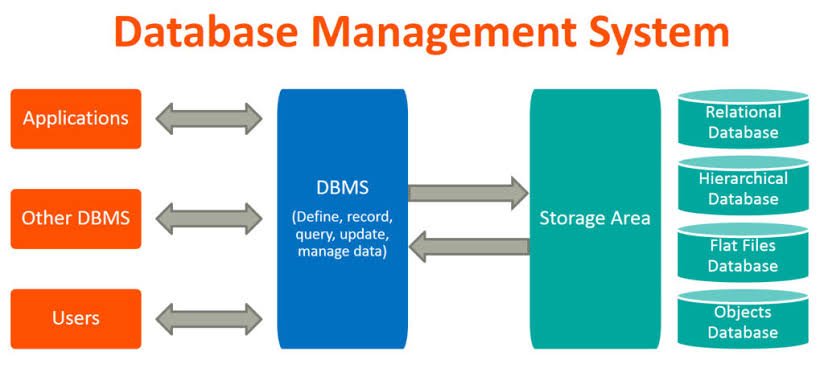 Database Management System
Applications
Other DBMS
Users
DBMS
(Define, record,
query, update,
manage data)
Storage Area
Relational
Database
Hierarchical
Database
Flat Files
Database
Objects
Database